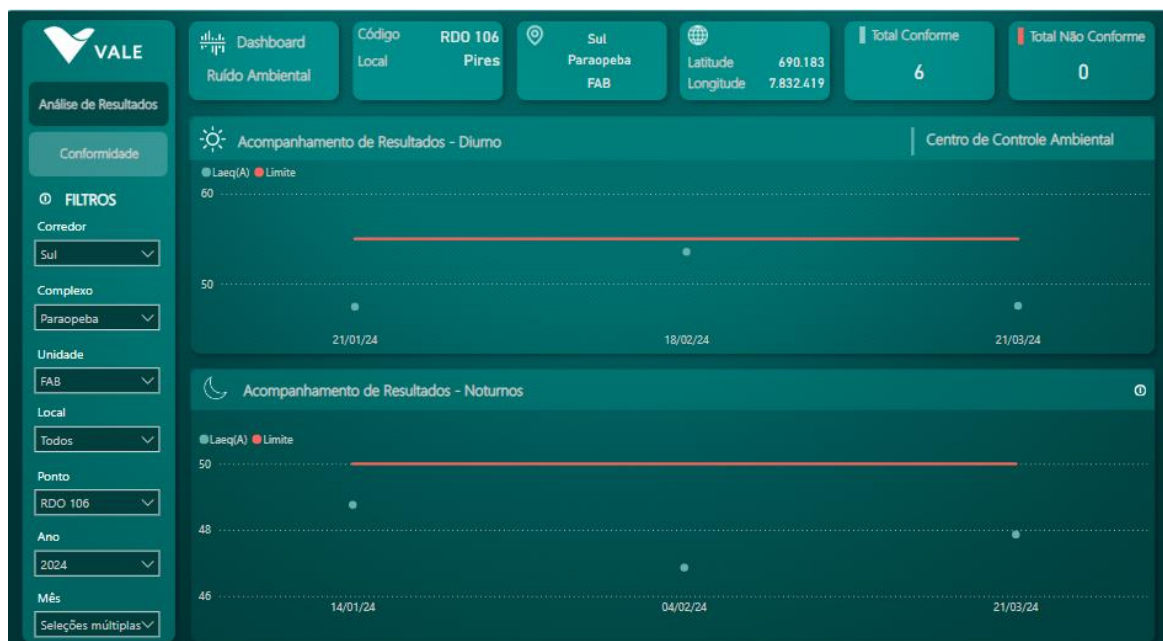 VALE
Análise de Resultados
Conformidade
FILTROS
Corredor
Sul
Complexo
Paraopeba
Unidade
FAB
Local
Todos
Ponto
RDO 106
Ano
2024
Mês
Seleções múltiplas
Dashboard
Ruído Ambiental
Código RDO 106
Local Pires
Sul
Paraopeba
FAB
Latitude 690.183
Longitude 7.832.419
Total Conforme
6
Total Não Conforme
0
Acompanhamento de Resultados - Diurno
Centro de Controle Ambiental
Laeq(A) Limite
60
50
21/01/24 18/02/24 21/03/24
Acompanhamento de Resultados - Noturnos
Laeq(A) Limite
50
48
46
14/01/24 04/02/24 21/03/24